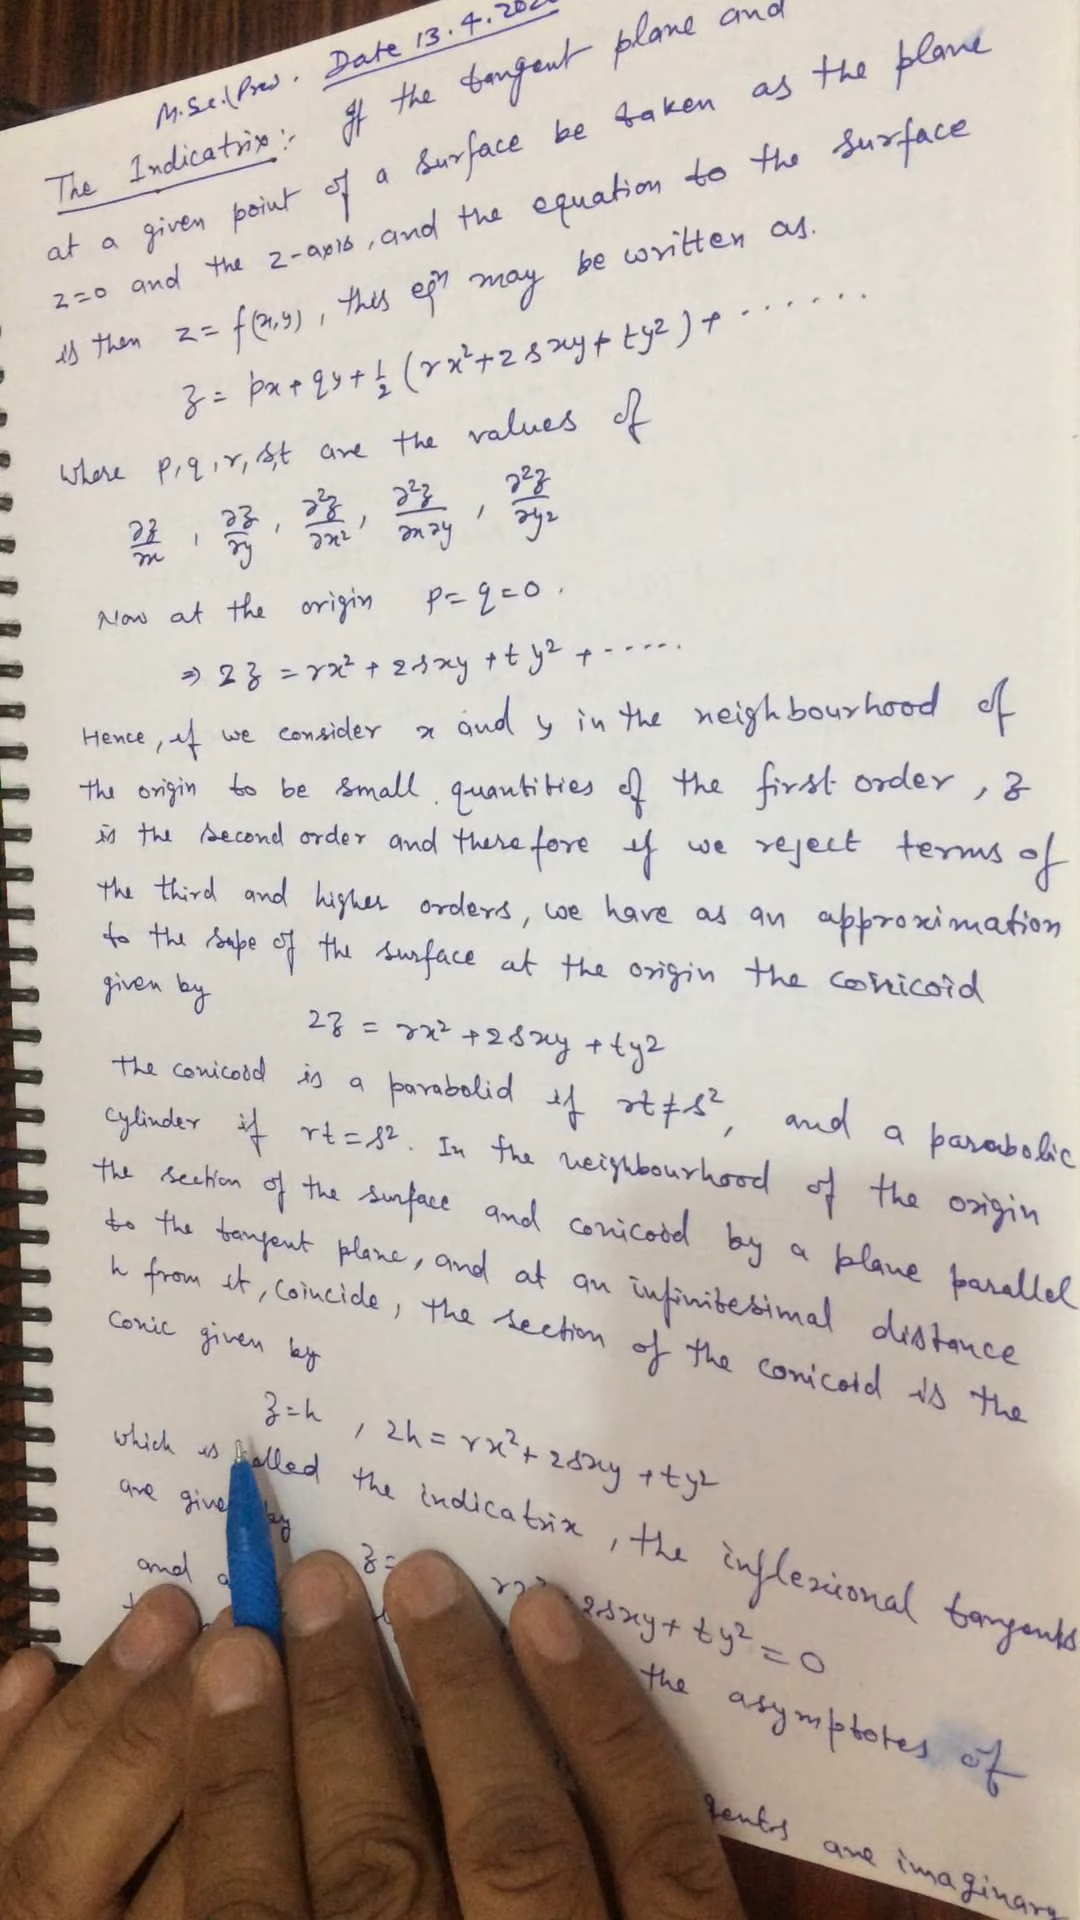 M.Sc.(Prev. Date 13.4.202
The Indicatrix:- If the tangent plane and
at a given point of a surface be taken as the plane
z=0 and the z-axis, and the equation to the surface
is then z = f(x,y), this eqn may be written as.
z = px + qy + 1/2 (rx² + 2sxy + ty²) + .......
where p,q,r,s,t are the values of
∂z/∂x , ∂z/∂y , ∂²z/∂x² , ∂²z/∂x∂y , ∂²z/∂y²
Now at the origin p = q = 0 .
⇒ 2z = rx² + 2sxy + ty² + .....
Hence, if we consider x and y in the neighbourhood of
the origin to be small quantities of the first order, z
is the second order and therefore if we reject terms of
the third and higher orders, we have as an approximation
to the sape of the surface at the origin the conicoid
given by
2z = rx² + 2sxy + ty²
The conicoid is a parabolid if rt ≠ s², and a parabolic
cylinder if rt = s². In the neighbourhood of the origin
the section of the surface and conicoid by a plane parallel
to the tangent plane, and at an infinitesimal distance
h from it, coincide, the section of the conicoid is the
conic given by
z = h , 2h = rx² + 2sxy + ty²
which is called the indicatrix, the inflexional tangents
are given by
z = rx² 2sxy + ty² = 0
and the asymptotes of
are imaginary